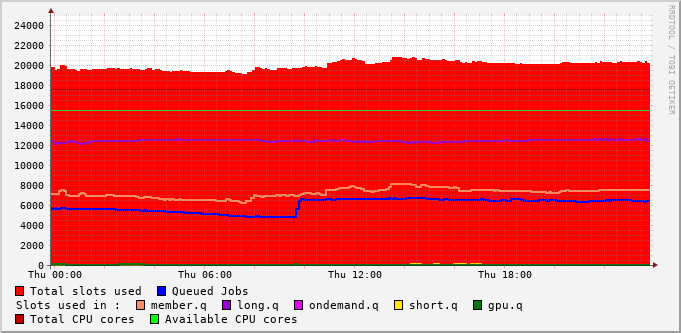 RRDTOOL / TOBI OETIKER
24000
22000
20000
18000
16000
14000
12000
10000
8000
6000
4000
2000
0
Thu 00:00 Thu 06:00 Thu 12:00 Thu 18:00
Total slots used Queued Jobs
Slots used in : member.q long.q ondemand.q short.q gpu.q
Total CPU cores Available CPU cores